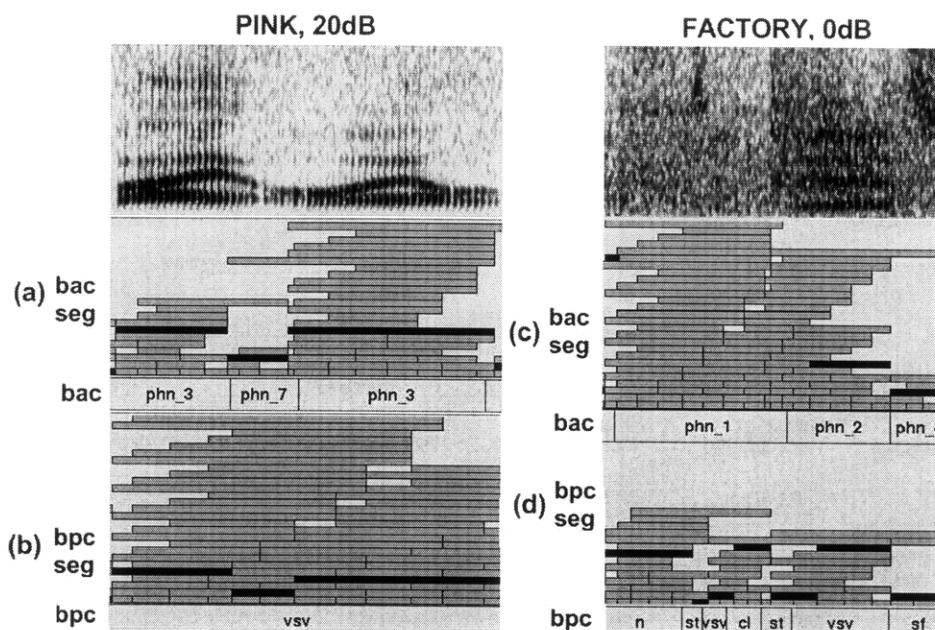 PINK, 20dB
FACTORY, 0dB
(a) bac
seg
bac
phn_3 phn_7 phn_3
(b) bpc
seg
bpc
vsv
(c) bac
seg
bac
phn_1 phn_2
(d) bpc
seg
bpc
n st vsv cl st vsv sf